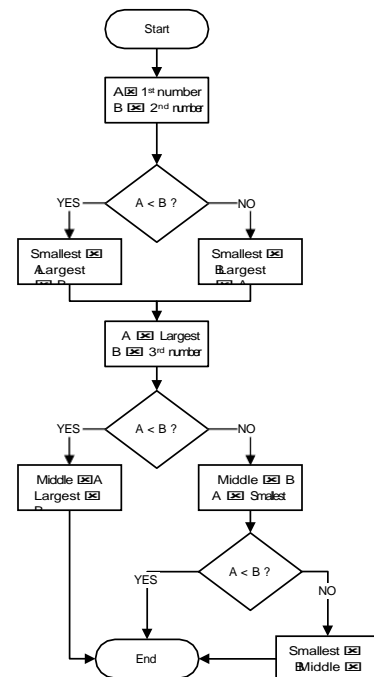 Start
A 1st number
B 2nd number
A < B ?
YES
NO
Smallest
A Largest
Smallest
B Largest
A Largest
B 3rd number
A < B ?
YES
NO
Middle A
Largest
Middle B
A Smallest
A < B ?
YES
NO
End
Smallest
B Middle